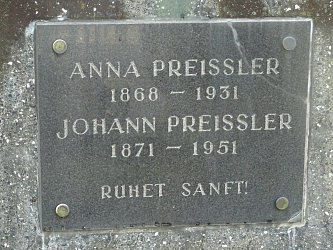 ANNA PREISSLER
1868 – 1931
JOHANN PREISSLER
1871 – 1951
RUHET SANFT!